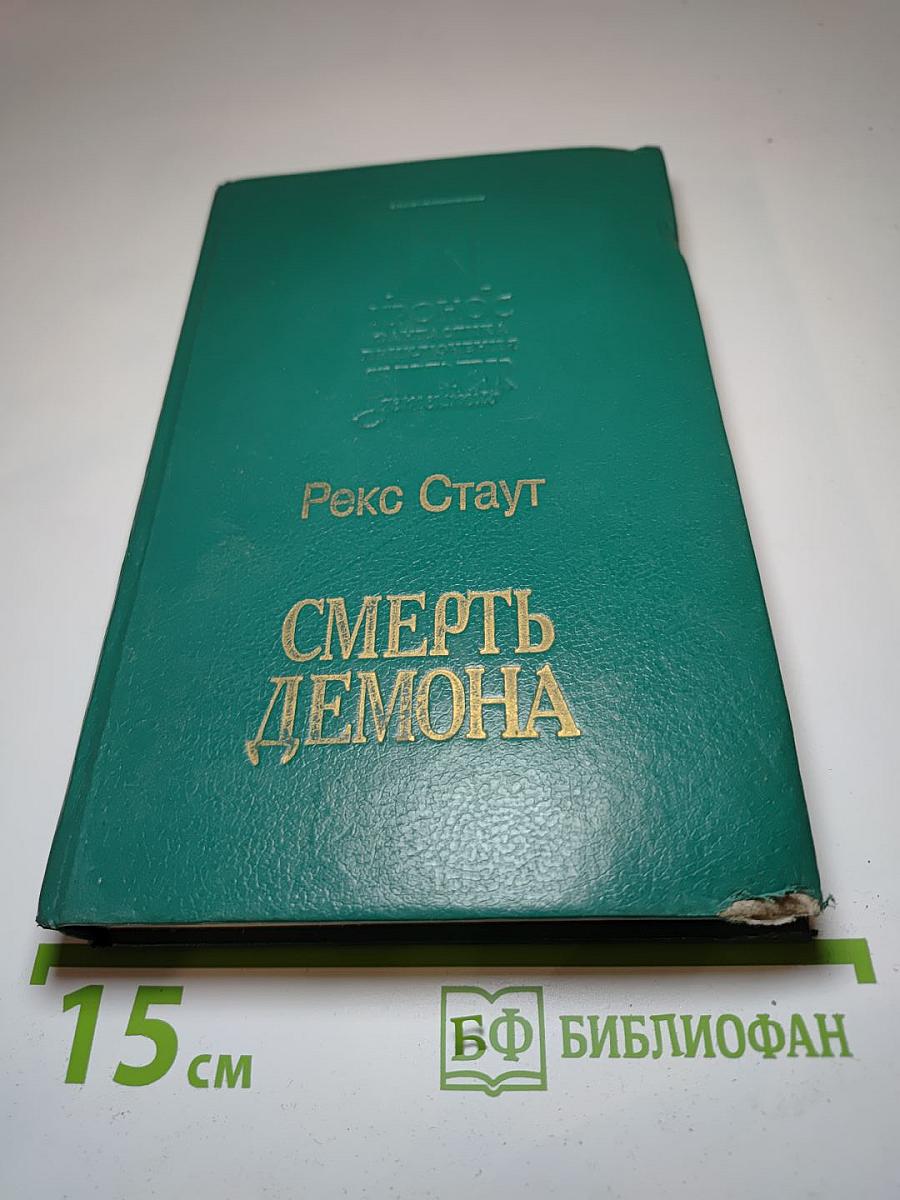 Рекс Стаут
СМЕРТЬ
ДЕМОНА
15 см
БФ БИБЛИОФАН